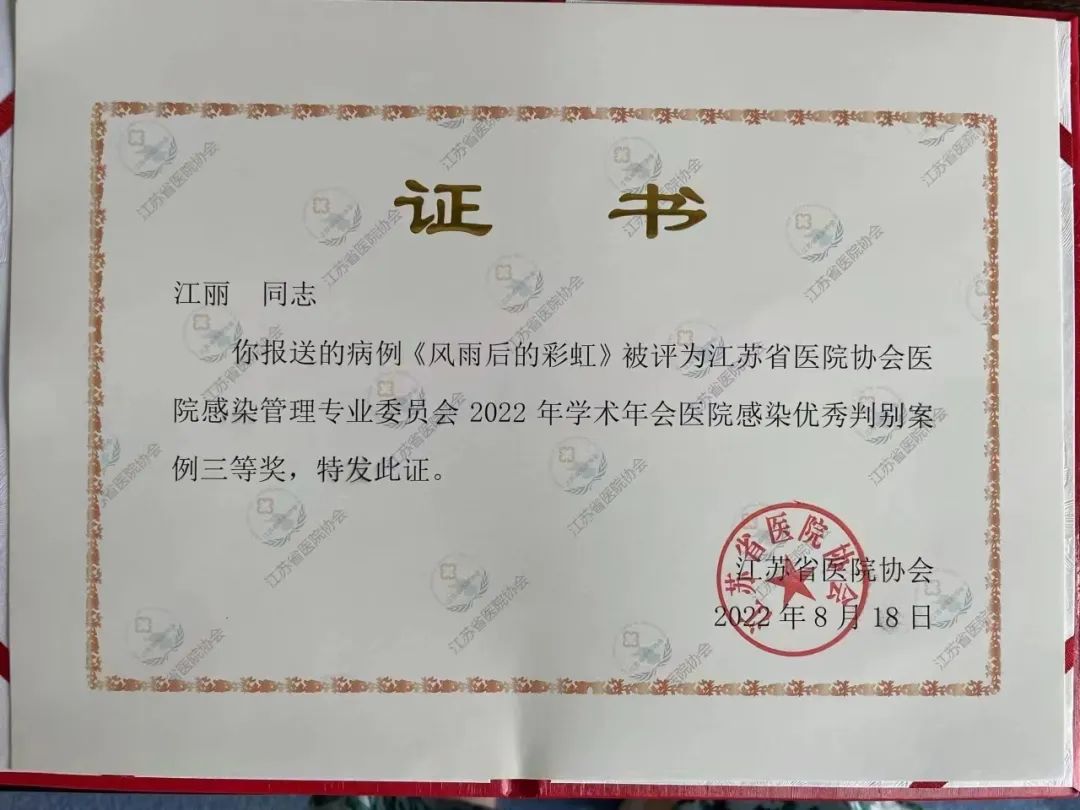 证 书
江丽 同志
你报送的病例《风雨后的彩虹》被评为江苏省医院协会医
院感染管理专业委员会 2022 年学术年会医院感染优秀判别案
例三等奖，特发此证。
江苏省医院协会
江苏省医院协会
2022 年 8 月 18 日